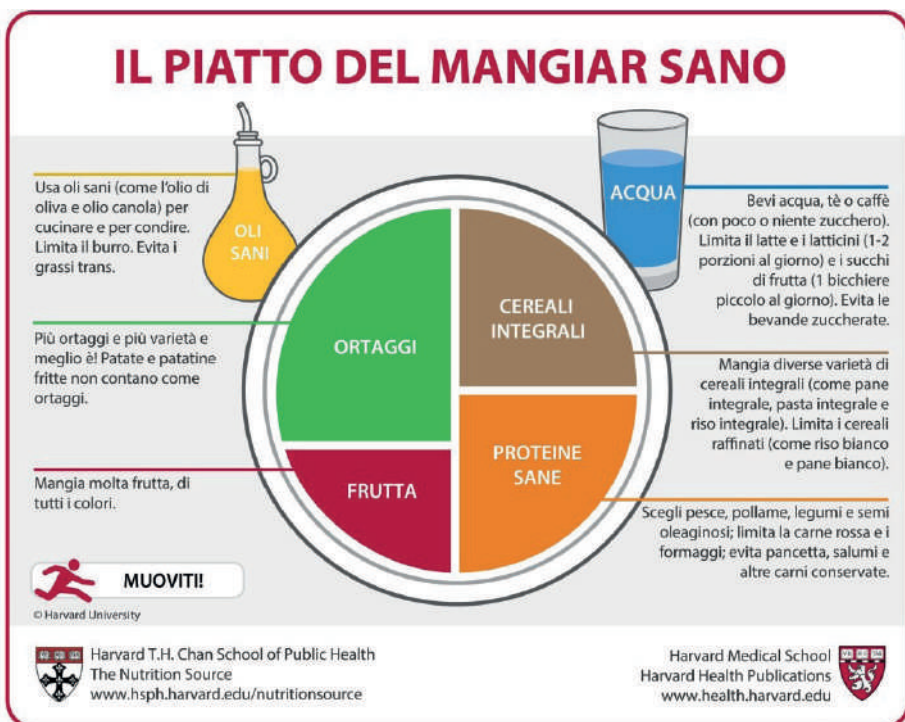 IL PIATTO DEL MANGIAR SANO
Usa oli sani (come l'olio di
oliva e olio canola) per
cucinare e per condire.
Limita il burro. Evita i
grassi trans.
OLI
SANI
ACQUA
Bevi acqua, tè o caffè
(con poco o niente zucchero).
Limita il latte e i latticini (1-2
porzioni al giorno) e i succhi
di frutta (1 bicchiere
piccolo al giorno). Evita le
bevande zuccherate.
Più ortaggi e più varietà e
meglio è! Patate e patatine
fritte non contano come
ortaggi.
ORTAGGI
CEREALI
INTEGRALI
Mangia diverse varietà di
cereali integrali (come pane
integrale, pasta integrale e
riso integrale). Limita i cereali
raffinati (come riso bianco
e pane bianco).
Mangia molta frutta, di
tutti i colori.
FRUTTA
PROTEINE
SANE
Scegli pesce, pollame, legumi e semi
oleaginosi; limita la carne rossa e i
formaggi; evita pancetta, salumi e
altre carni conservate.
MUOVITI!
© Harvard University
Harvard T.H. Chan School of Public Health
The Nutrition Source
www.hsph.harvard.edu/nutritionsource
Harvard Medical School
Harvard Health Publications
www.health.harvard.edu